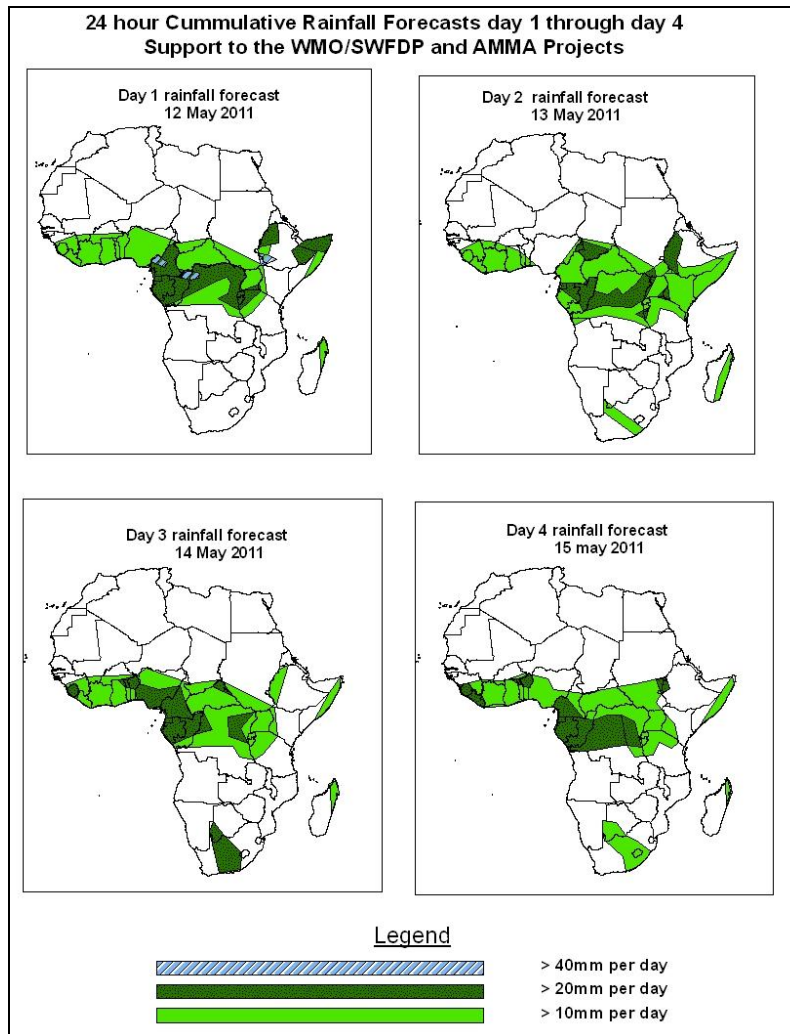 24 hour Cummulative Rainfall Forecasts day 1 through day 4
Support to the WMO/SWFDP and AMMA Projects
Day 1 rainfall forecast
12 May 2011
Day 2 rainfall forecast
13 May 2011
Day 3 rainfall forecast
14 May 2011
Day 4 rainfall forecast
15 may 2011
Legend
> 40mm per day
> 20mm per day
> 10mm per day